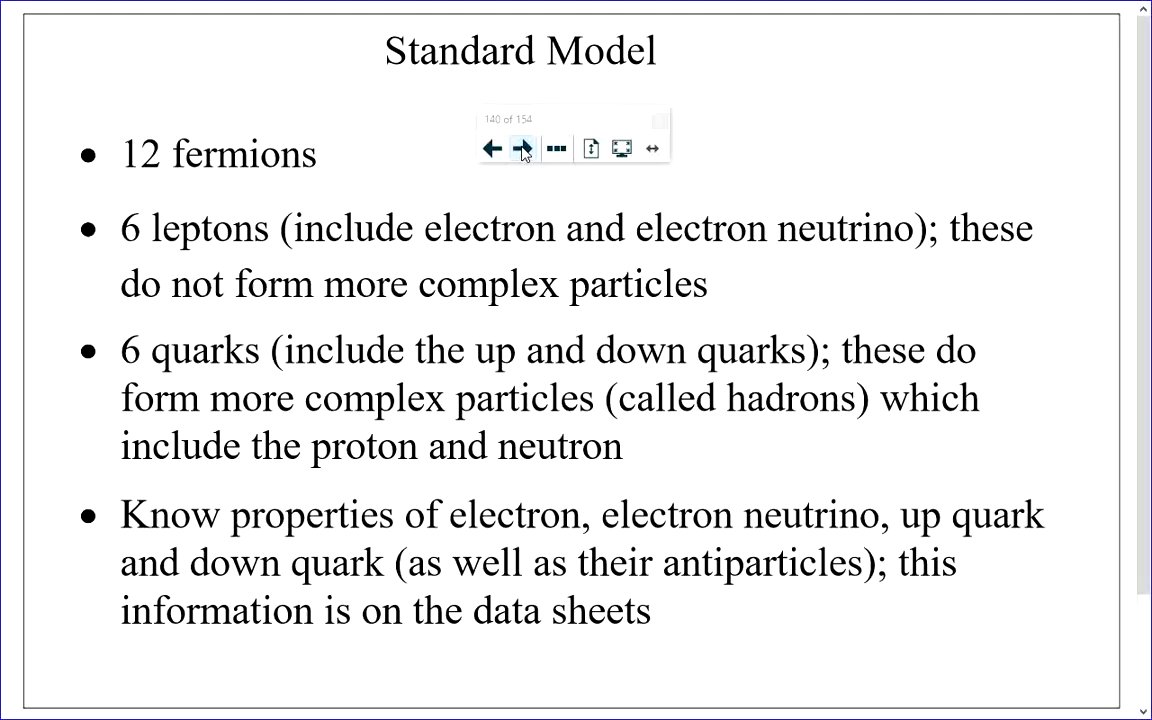 Standard Model
140 of 154
• 12 fermions
• 6 leptons (include electron and electron neutrino); these
do not form more complex particles
• 6 quarks (include the up and down quarks); these do
form more complex particles (called hadrons) which
include the proton and neutron
• Know properties of electron, electron neutrino, up quark
and down quark (as well as their antiparticles); this
information is on the data sheets